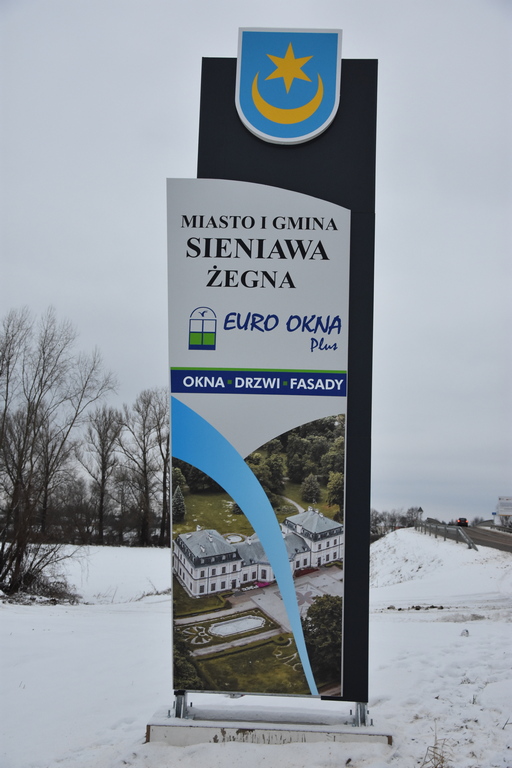 MIASTO I GMINA
SIENIAWA
ŻEGNA
EURO OKNA
Plus
OKNA ▪ DRZWI ▪ FASADY